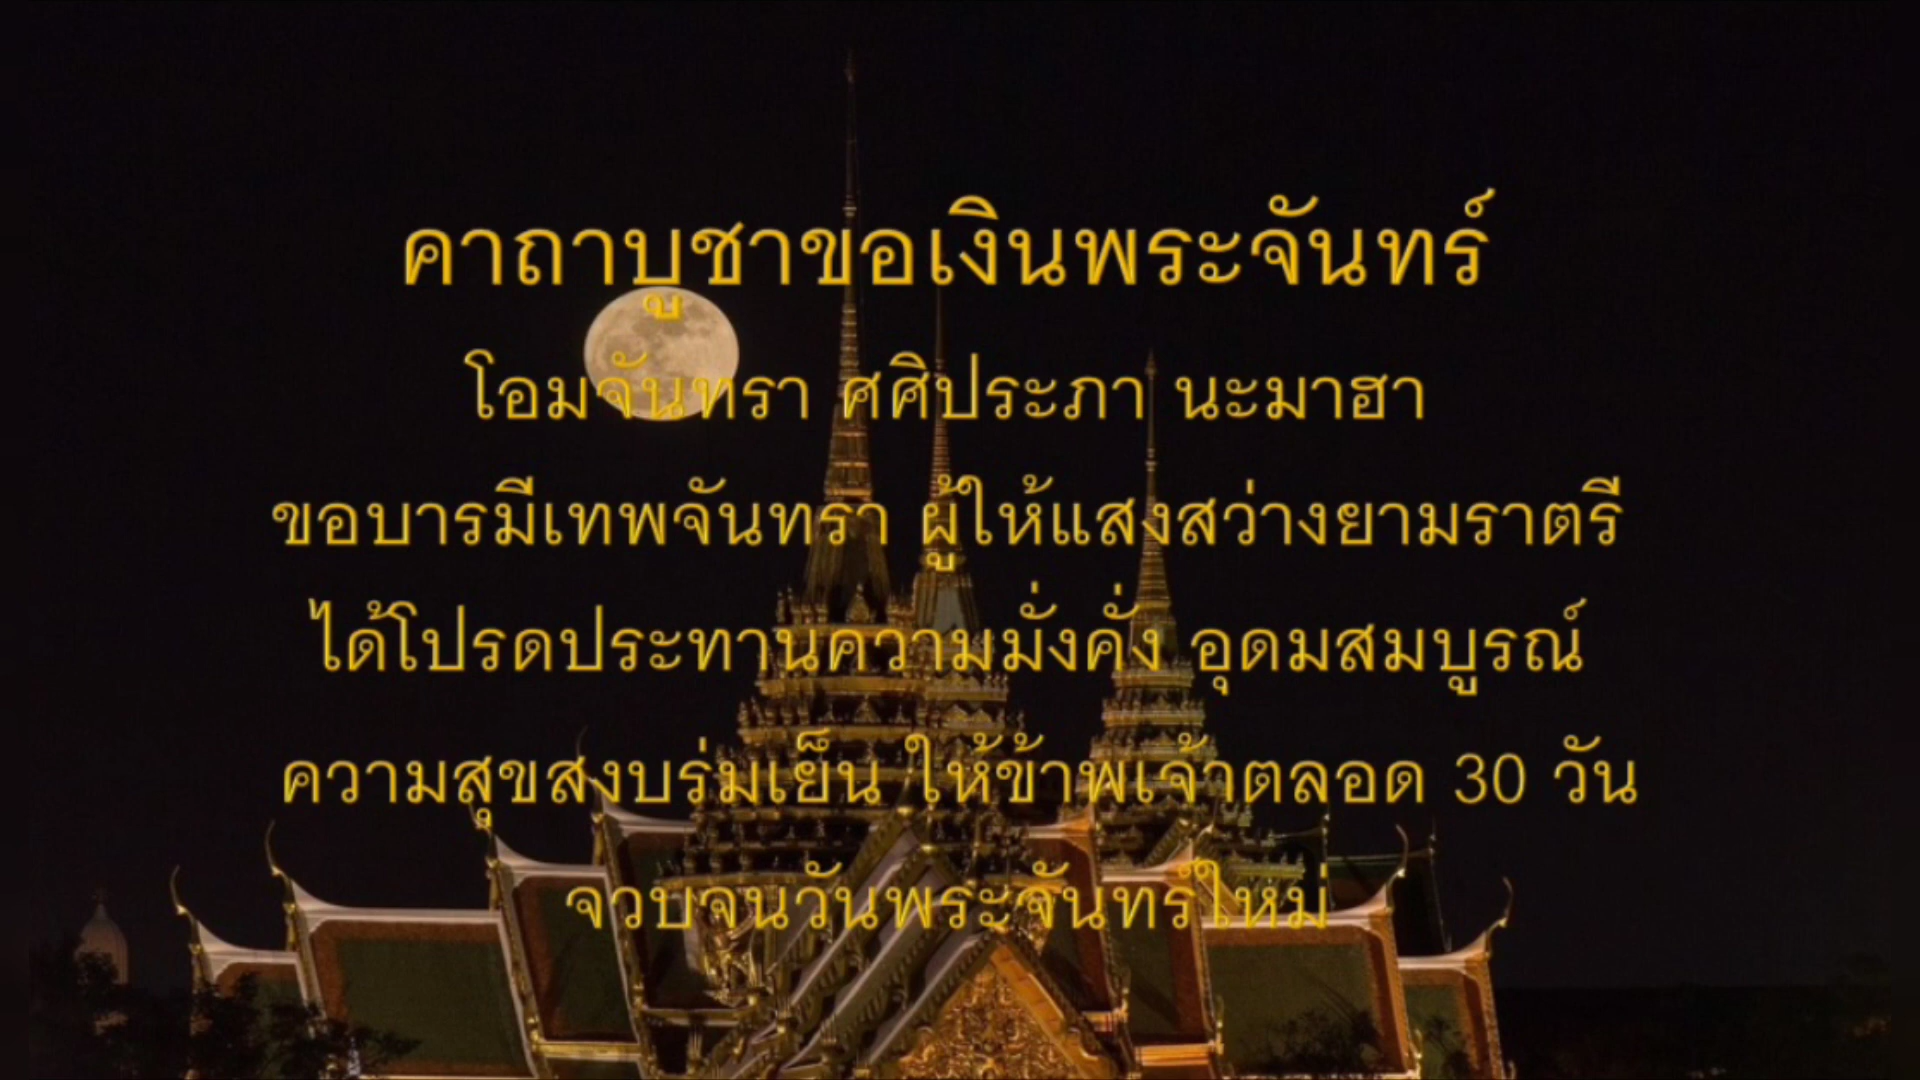 คาถาบูชาขอเงินพระจันทร์
โอมจันทรา ศศิประภา นะมาฮา
ขอบารมีเทพจันทรา ผู้ให้แสงสว่างยามราตรี
ได้โปรดประทานความมั่งคั่ง อุดมสมบูรณ์
ความสุขสงบร่มเย็น ให้ข้าพเจ้าตลอด 30 วัน
จวบจนวันพระจันทร์ใหม่